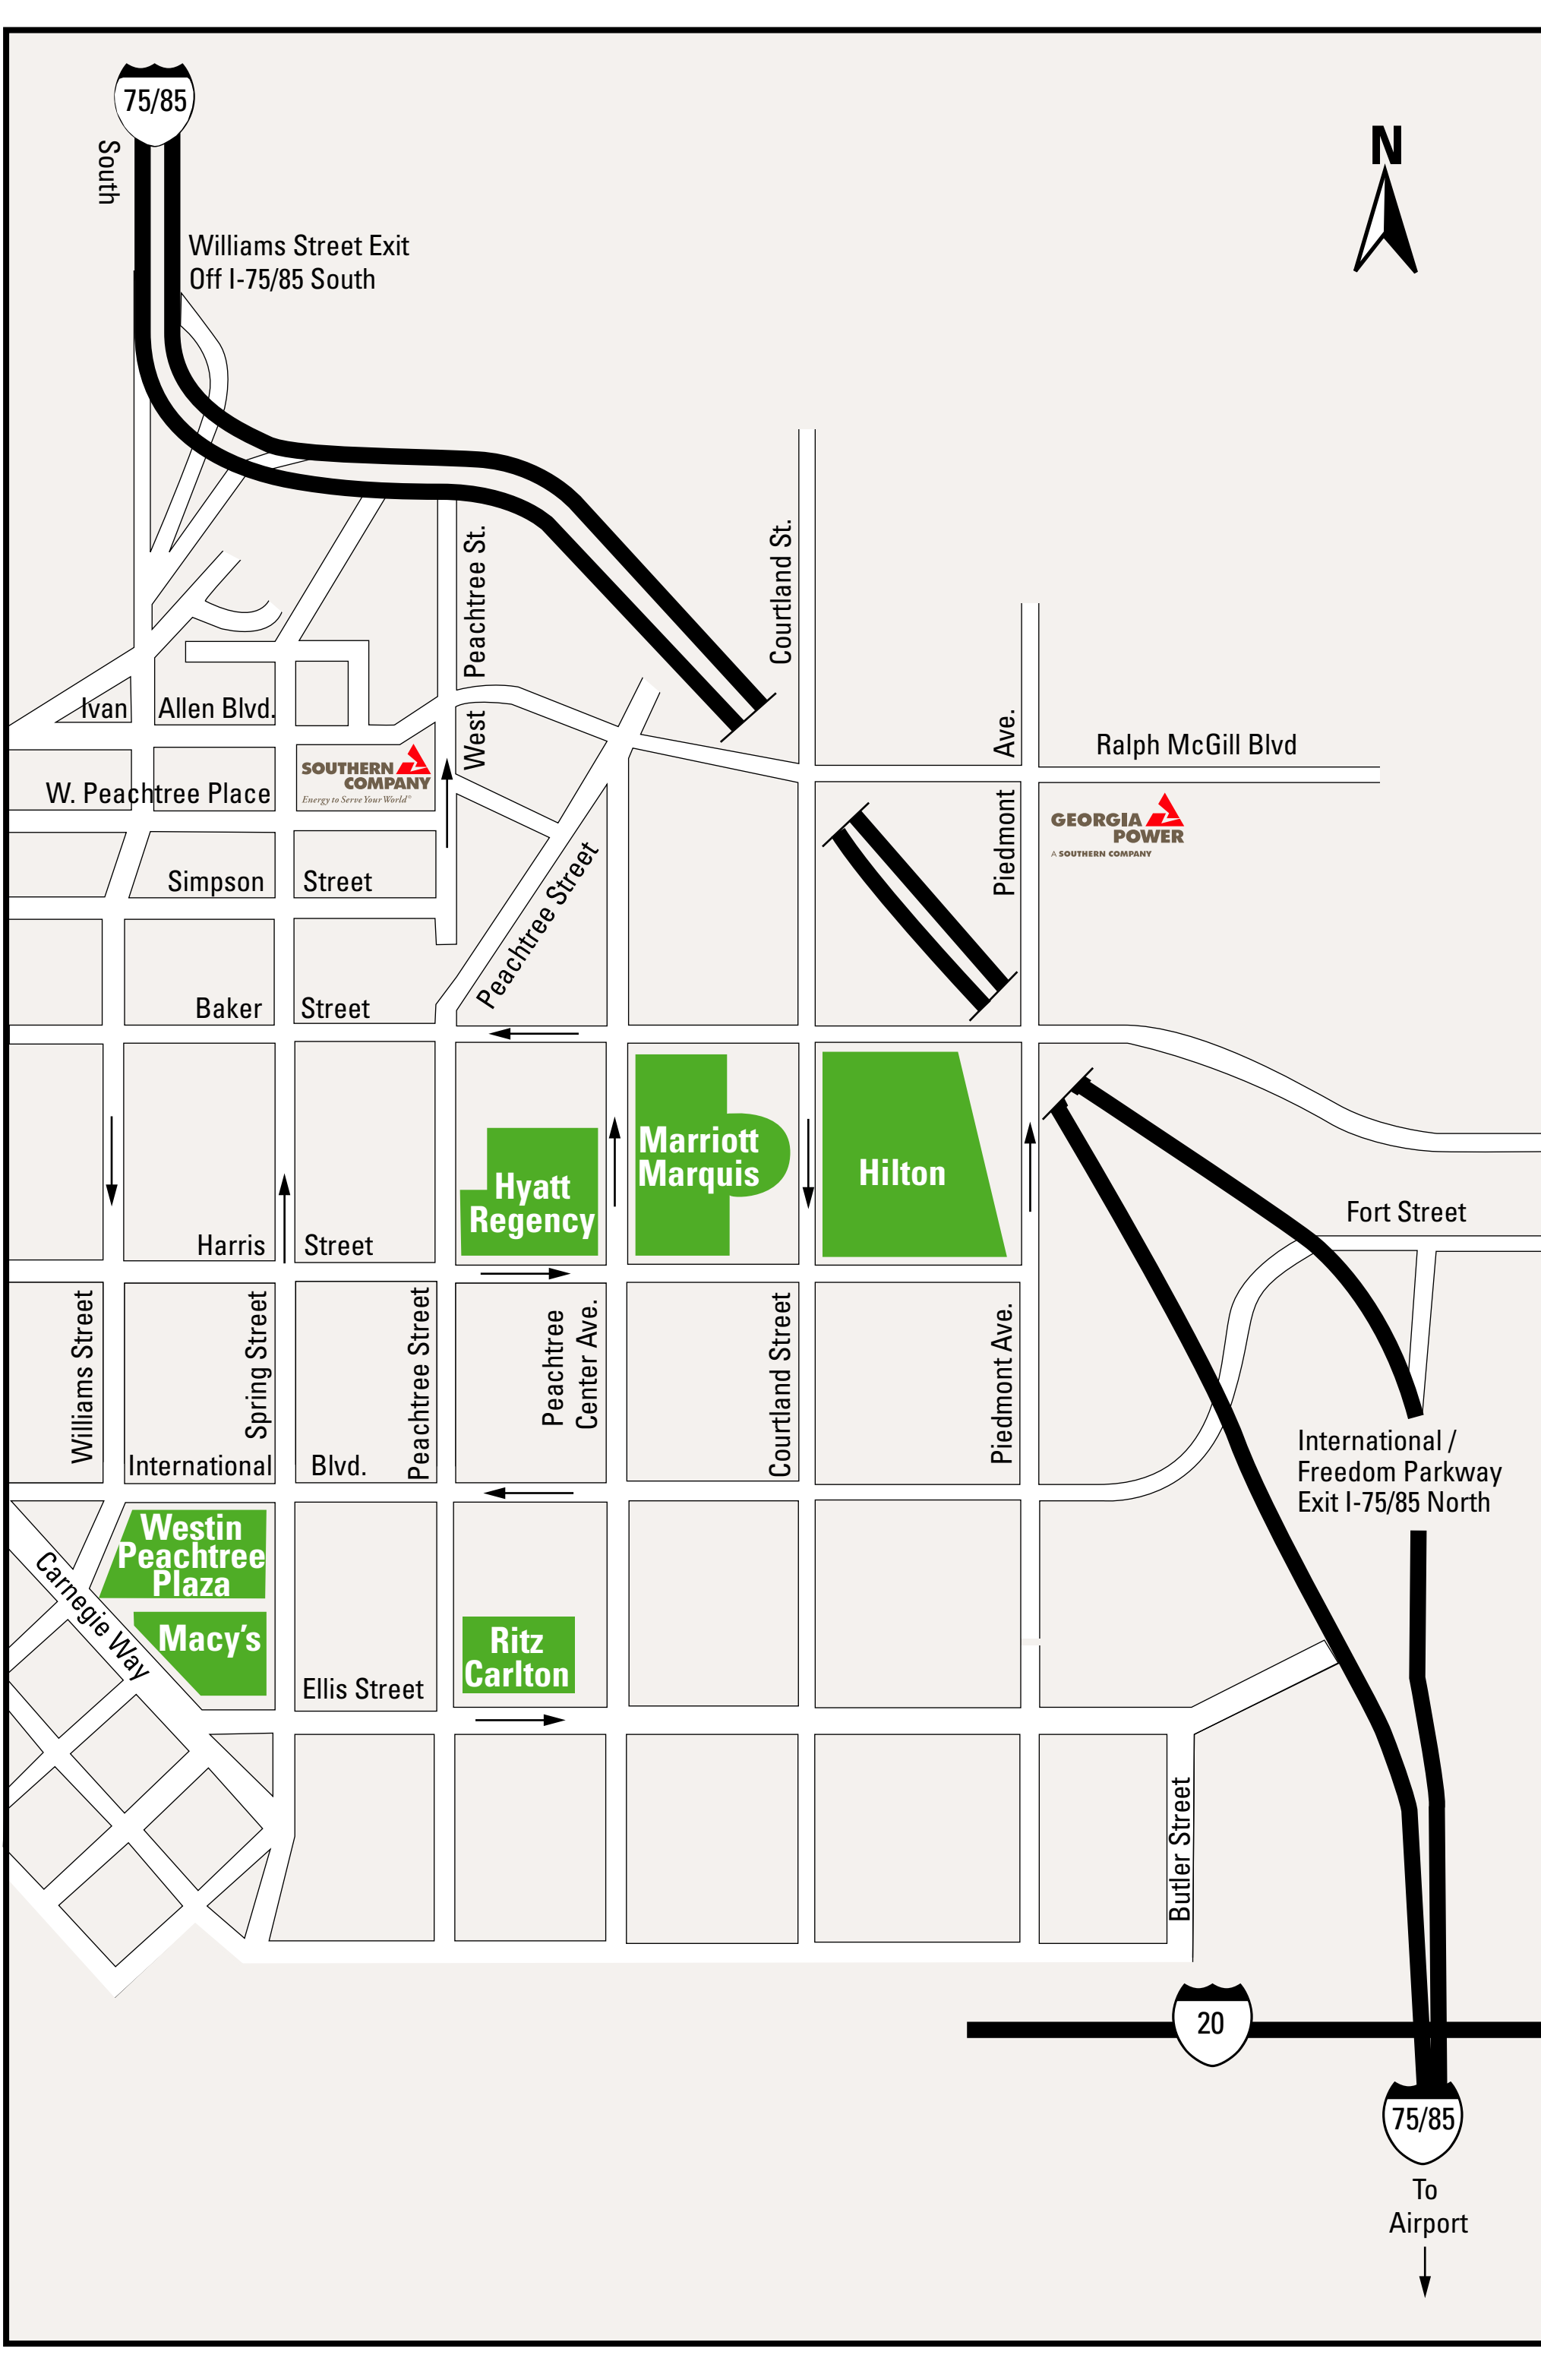 75/85
South
N
Williams Street Exit
Off I-75/85 South
West Peachtree St.
Courtland St.
Ivan Allen Blvd.
Piedmont Ave.
Ralph McGill Blvd
SOUTHERN
COMPANY
Energy to Serve Your World®
W. Peachtree Place
GEORGIA
POWER
A SOUTHERN COMPANY
Simpson Street
Peachtree Street
Baker Street
Marriott
Marquis
Hilton
Hyatt
Regency
Fort Street
Harris Street
Williams Street
Spring Street
Peachtree Street
Peachtree
Center Ave.
Courtland Street
Piedmont Ave.
International Blvd.
International /
Freedom Parkway
Exit I-75/85 North
Westin
Peachtree
Plaza
Carnegie Way
Macy's
Ritz
Carlton
Ellis Street
Butler Street
20
75/85
To
Airport